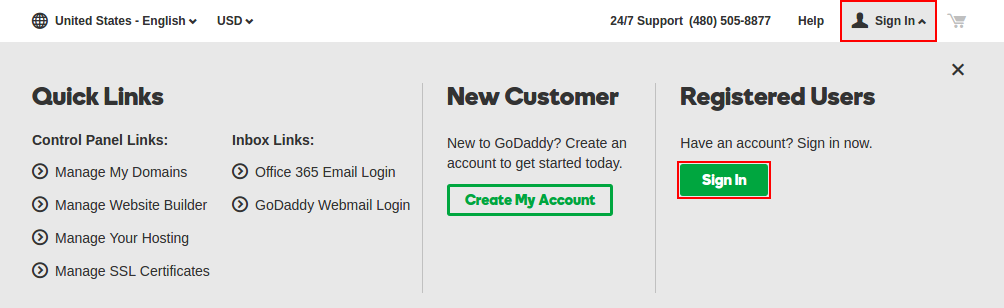 United States - English
USD
24/7 Support (480) 505-8877
Help
Sign In
Quick Links
Control Panel Links:
Manage My Domains
Manage Website Builder
Manage Your Hosting
Manage SSL Certificates
Inbox Links:
Office 365 Email Login
GoDaddy Webmail Login
New Customer
New to GoDaddy? Create an
account to get started today.
Create My Account
Registered Users
Have an account? Sign in now.
Sign In